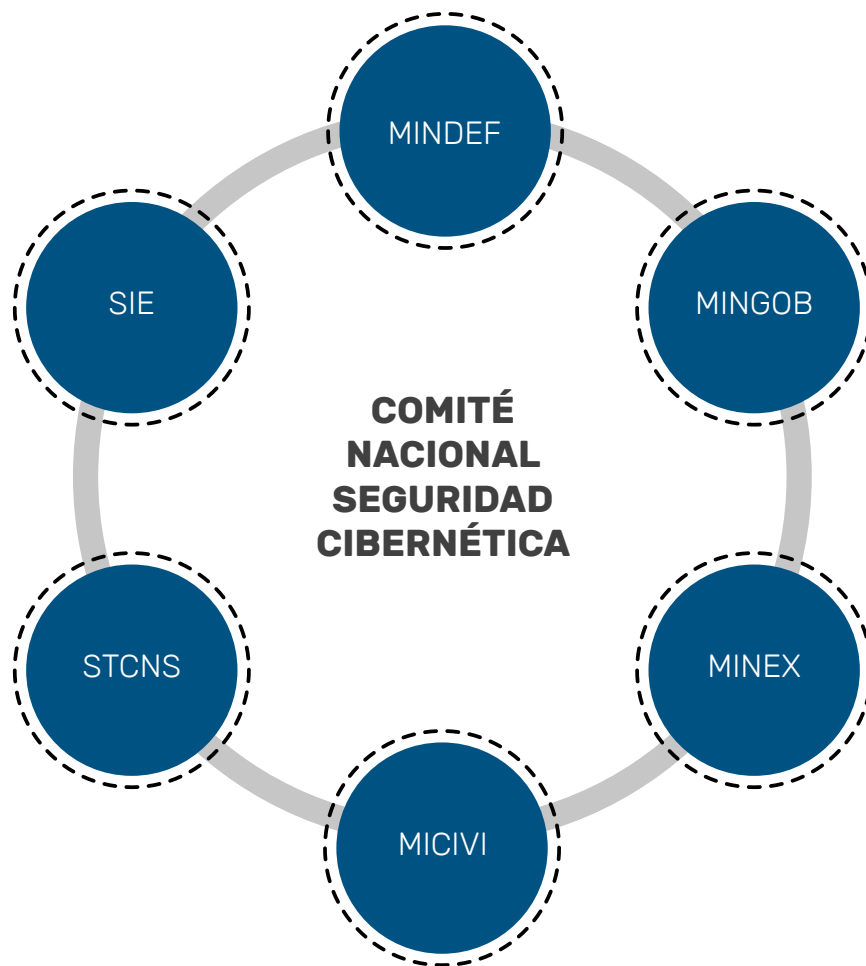 MINDEF
SIE
MINGOB
COMITÉ
NACIONAL
SEGURIDAD
CIBERNÉTICA
STCNS
MINEX
MICIVI